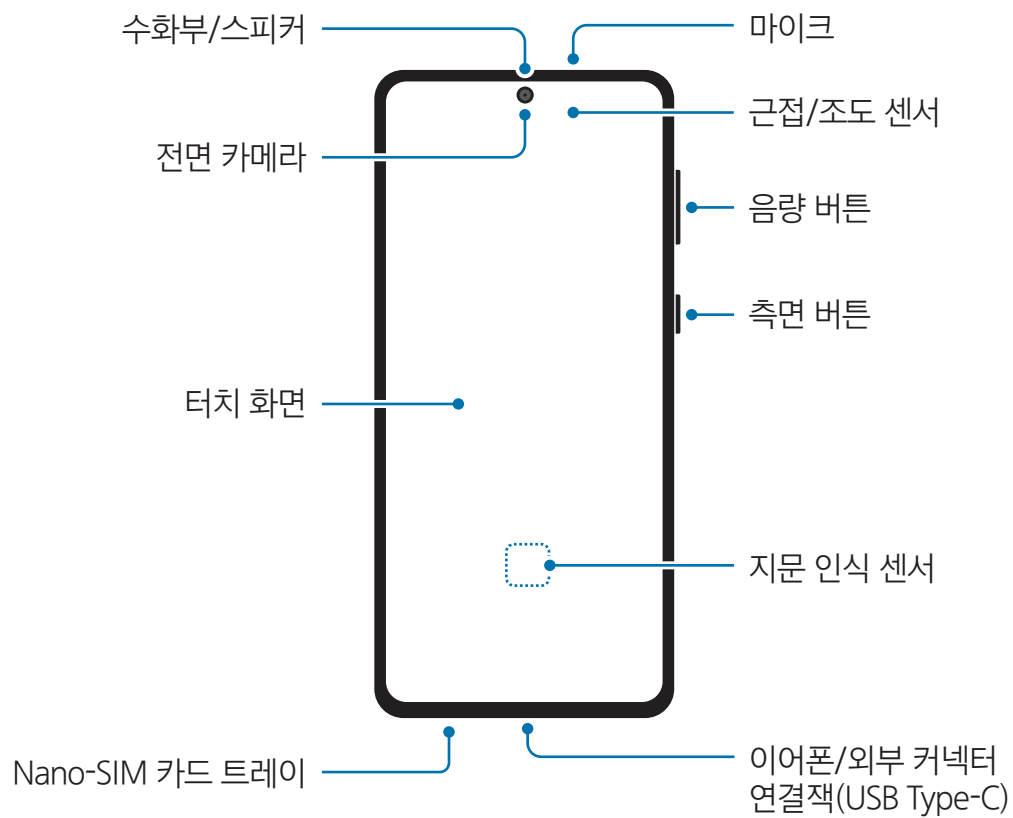 수화부/스피커
마이크
전면 카메라
근접/조도 센서
음량 버튼
측면 버튼
터치 화면
지문 인식 센서
Nano-SIM 카드 트레이
이어폰/외부 커넥터
연결잭(USB Type-C)